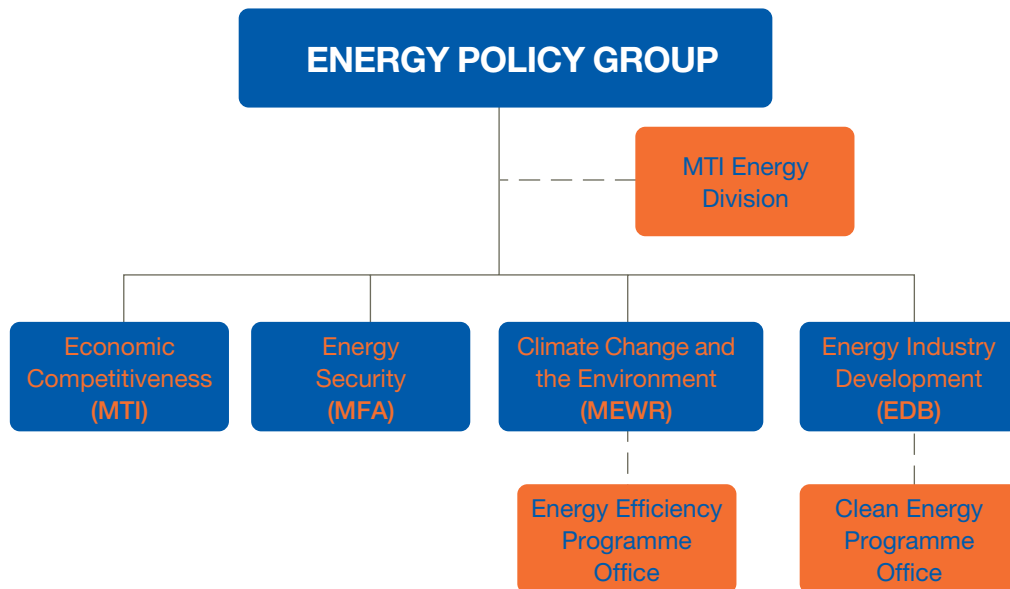 ENERGY POLICY GROUP
MTI Energy
Division
Economic
Competitiveness
(MTI)
Energy
Security
(MFA)
Climate Change and
the Environment
(MEWR)
Energy Industry
Development
(EDB)
Energy Efficiency
Programme
Office
Clean Energy
Programme
Office